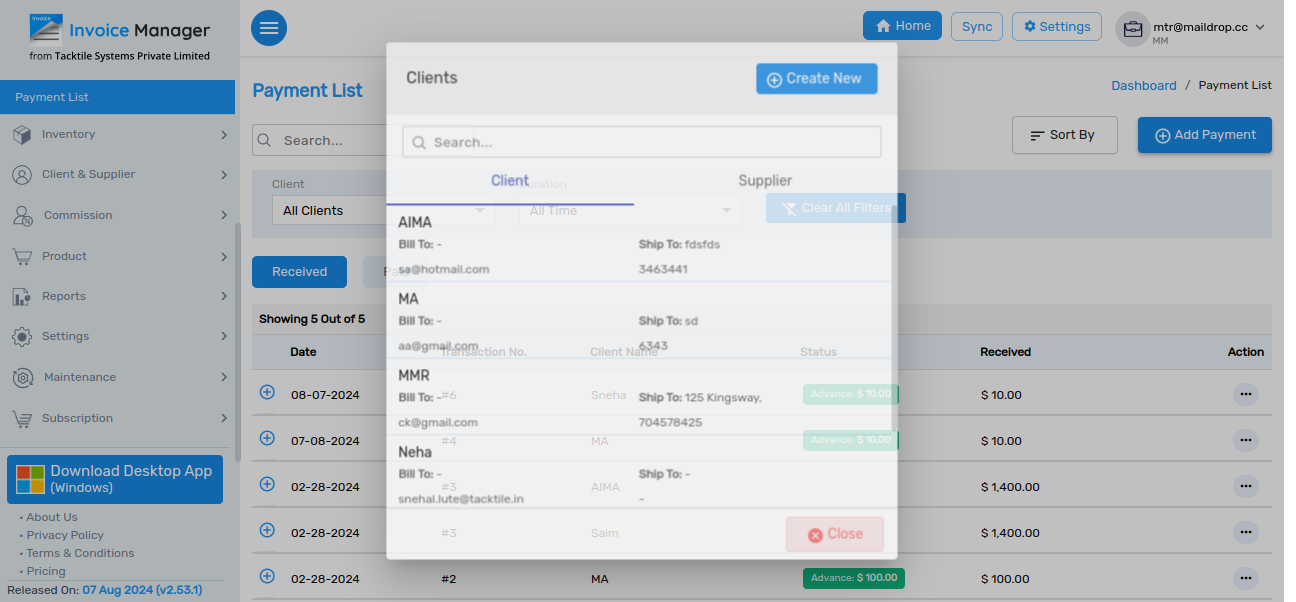 Invoice
Invoice Manager
from Tacktile Systems Private Limited
Home
Sync
Settings
mtr@maildrop.cc
MM
Payment List
Inventory
Client & Supplier
Commission
Product
Reports
Settings
Maintenance
Subscription
Download Desktop App
(Windows)
• About Us
• Privacy Policy
• Terms & Conditions
• Pricing
Released On: 07 Aug 2024 (v2.53.1)
Payment List
Dashboard / Payment List
Search...
Sort By
Add Payment
Client
All Clients
All Time
Clear All Filters
Received
Showing 5 Out of 5
Date Transaction No. Client Name Status Received Action
08-07-2024 #6 Sneha Advance: $ 10.00 $ 10.00
07-08-2024 #4 MA Advance: $ 10.00 $ 10.00
02-28-2024 #3 AIMA $ 1,400.00
02-28-2024 #3 Saim $ 1,400.00
02-28-2024 #2 MA Advance: $ 100.00 $ 100.00
Clients
Create New
Search...
Client Supplier
AIMA
Bill To: - Ship To: fdsfds
sa@hotmail.com 3463441
MA
Bill To: - Ship To: sd
aa@gmail.com 6343
MMR
Bill To: - Ship To: 125 Kingsway,
ck@gmail.com 704578425
Neha
Bill To: - Ship To: -
snehal.lute@tacktile.in -
Close